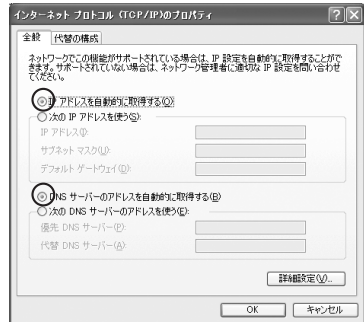 インターネット プロトコル (TCP/IP)のプロパティ
全般 代替の構成
ネットワークでこの機能がサポートされている場合は、IP 設定を自動的に取得することがで
きます。サポートされていない場合は、ネットワーク管理者に適切な IP 設定を問い合わせ
てください。
IP アドレスを自動的に取得する(O)
次の IP アドレスを使う(S):
IP アドレス(I):
サブネット マスク(U):
デフォルト ゲートウェイ(D):
DNS サーバーのアドレスを自動的に取得する(B)
次の DNS サーバーのアドレスを使う(E):
優先 DNS サーバー(P):
代替 DNS サーバー(A):
詳細設定(V)...
OK キャンセル